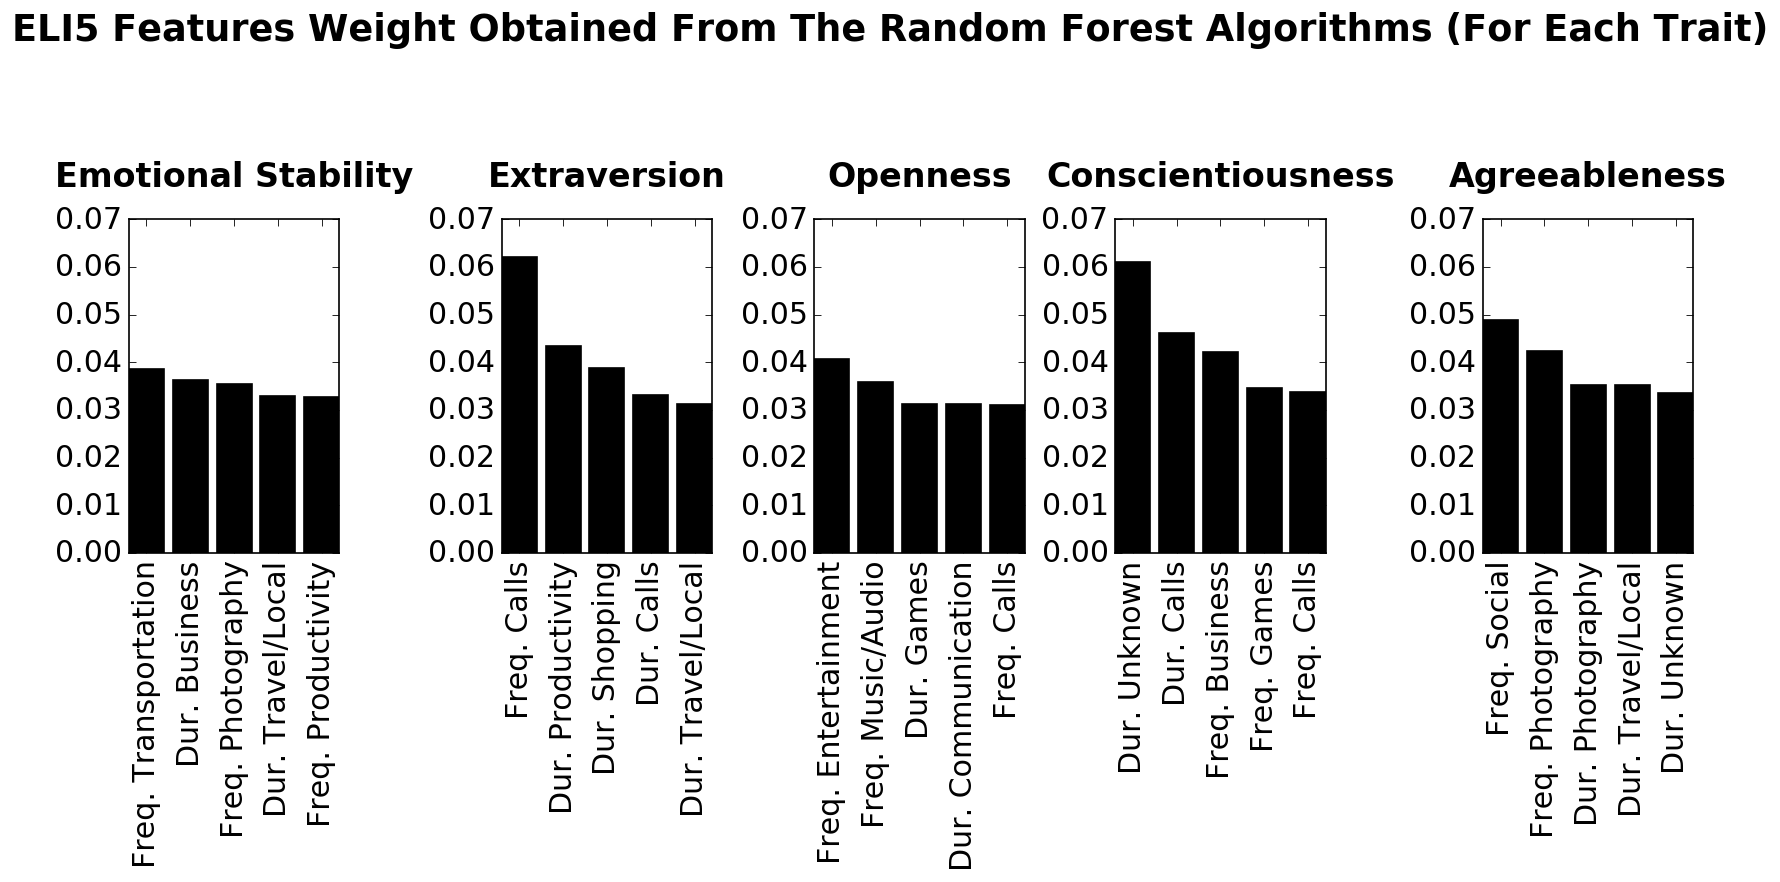 ELI5 Features Weight Obtained From The Random Forest Algorithms (For Each Trait)
Emotional Stability
0.07
0.06
0.05
0.04
0.03
0.02
0.01
0.00
Freq. Transportation
Dur. Business
Freq. Photography
Dur. Travel/Local
Freq. Productivity
Extraversion
0.07
0.06
0.05
0.04
0.03
0.02
0.01
0.00
Freq. Calls
Dur. Productivity
Dur. Shopping
Dur. Calls
Dur. Travel/Local
Openness
0.07
0.06
0.05
0.04
0.03
0.02
0.01
0.00
Freq. Entertainment
Freq. Music/Audio
Dur. Games
Dur. Communication
Freq. Calls
Conscientiousness
0.07
0.06
0.05
0.04
0.03
0.02
0.01
0.00
Dur. Unknown
Dur. Calls
Freq. Business
Freq. Games
Freq. Calls
Agreeableness
0.07
0.06
0.05
0.04
0.03
0.02
0.01
0.00
Freq. Social
Freq. Photography
Dur. Photography
Dur. Travel/Local
Dur. Unknown